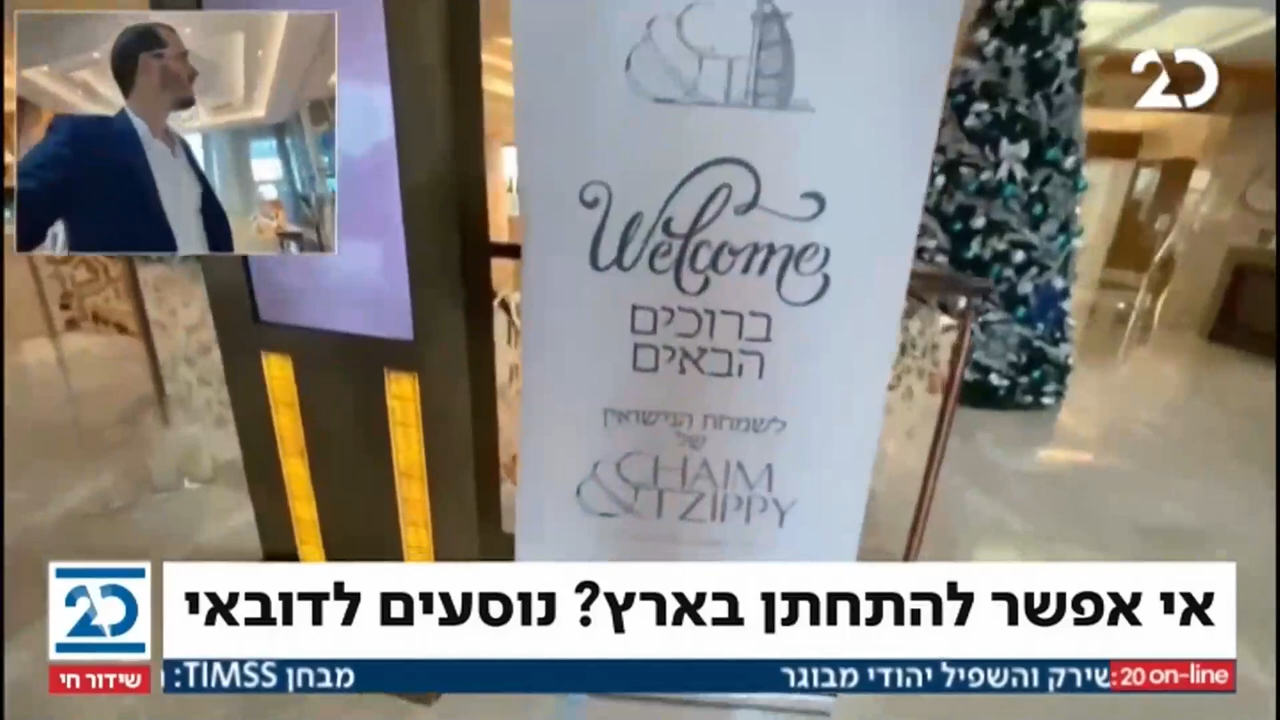 20
Welcome
ברוכים
הבאים
לשמחת הנישואין
של
CHAIM
& TZIPPY
20
אי אפשר להתחתן בארץ? נוסעים לדובאי
שידור חי
20 on-line: שירק והשפיל יהודי מבוגר
מבחן TIMSS: